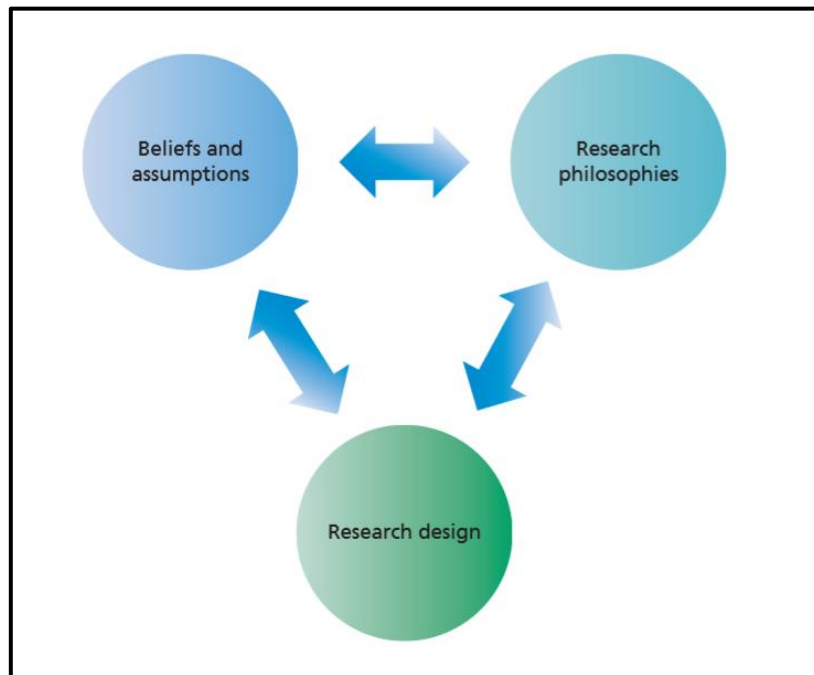 Beliefs and
assumptions
Research
philosophies
Research design